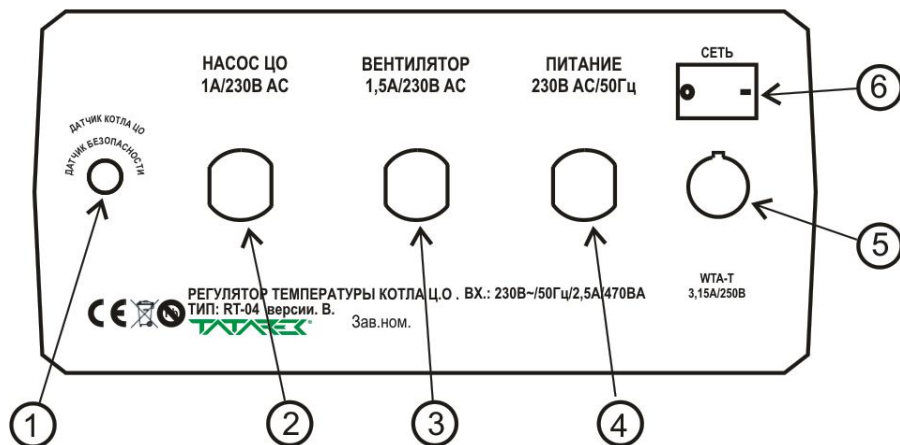 НАСОС ЦО
1А/230В АС
ВЕНТИЛЯТОР
1,5А/230В АС
ПИТАНИЕ
230В АС/50Гц
СЕТЬ
6
ДАТЧИК КОТЛА ЦО
ДАТЧИК БЕЗОПАСНОСТИ
5
WTA-T
3,15А/250В
РЕГУЛЯТОР ТЕМПЕРАТУРЫ КОТЛА Ц.О . ВХ.: 230В~/50Гц/2,5А/470ВА
CE Pb ТИП: RT-04 версии. В.
TATAREK Зав.ном.
1 2 3 4